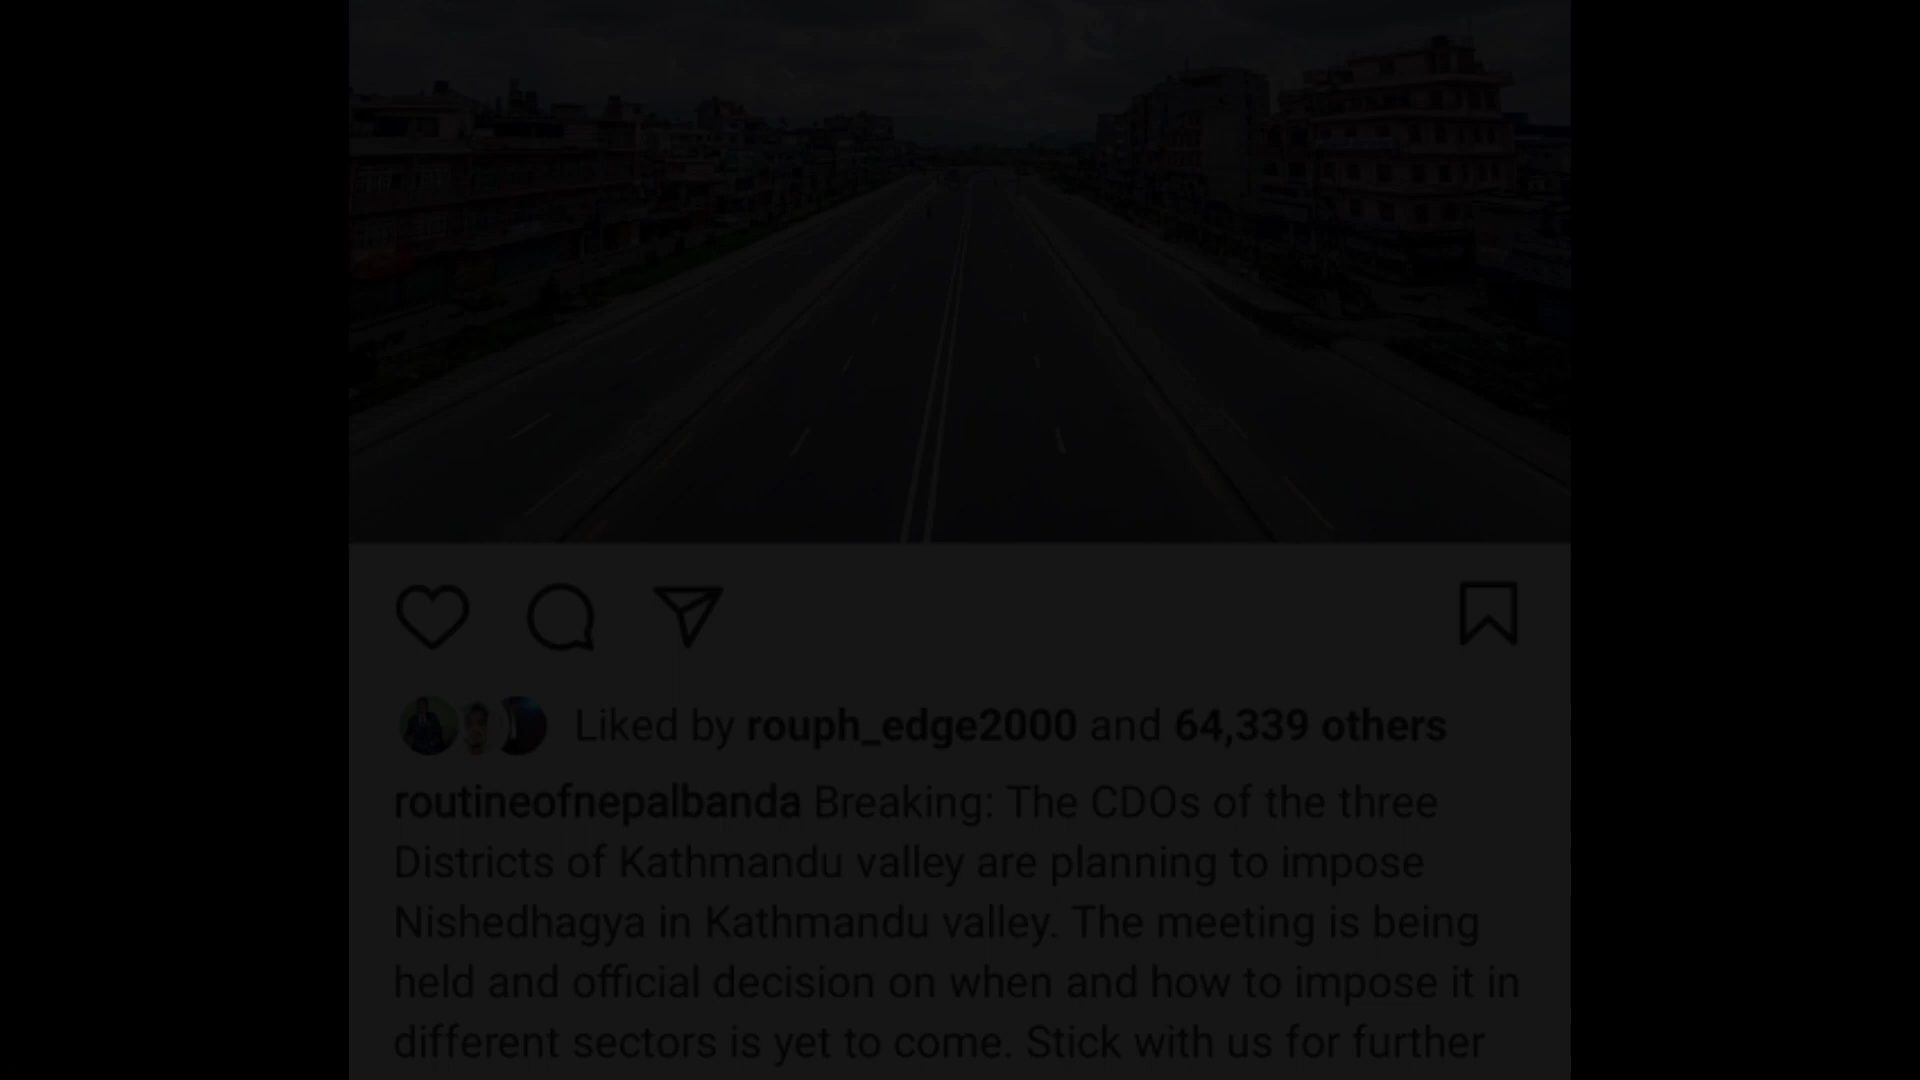 Liked by rouph_edge2000 and 64,339 others
routineofnepalbanda Breaking: The CDOs of the three
Districts of Kathmandu valley are planning to impose
Nishedhagya in Kathmandu valley. The meeting is being
held and official decision on when and how to impose it in
different sectors is yet to come. Stick with us for further